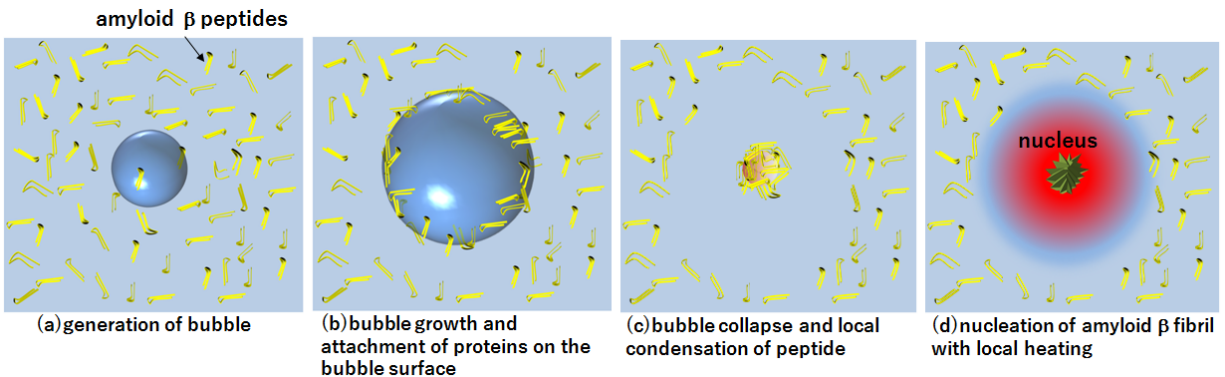 amyloid β peptides
nucleus
(a)generation of bubble
(b)bubble growth and
attachment of proteins on the
bubble surface
(c)bubble collapse and local
condensation of peptide
(d)nucleation of amyloid β fibril
with local heating